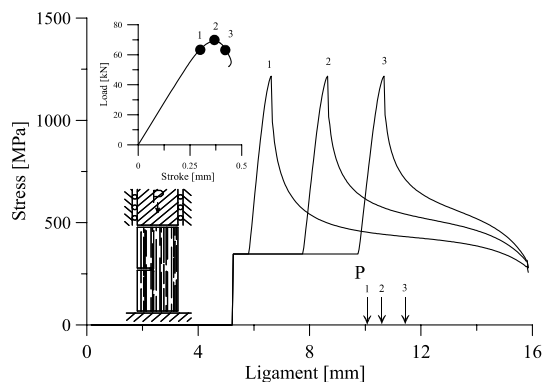 1500
1000
500
0
Stress [MPa]
80
60
40
20
0
Load [kN]
1 2 3
0 0.25 0.5
Stroke [mm]
P
1 2 3
P
1 2 3
0 4 8 12 16
Ligament [mm]